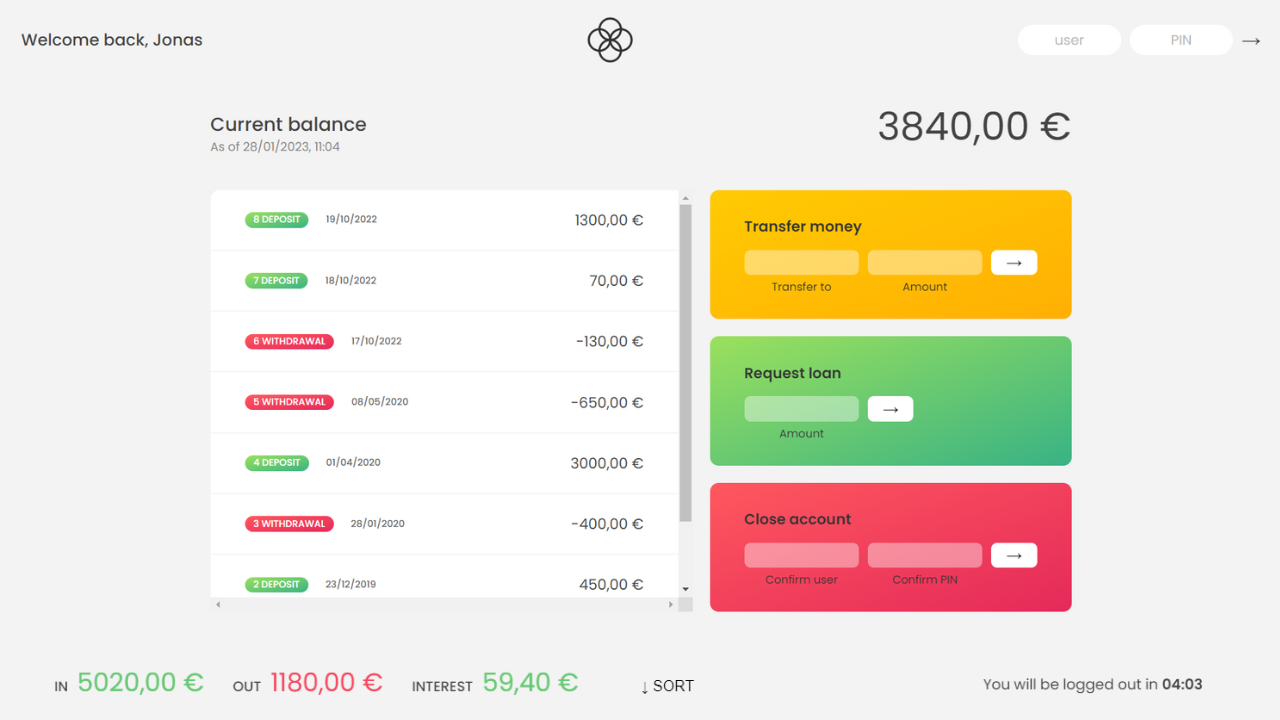 Welcome back, Jonas
user PIN →
Current balance
As of 28/01/2023, 11:04
3840,00 €
8 DEPOSIT 19/10/2022 1300,00 €
7 DEPOSIT 18/10/2022 70,00 €
6 WITHDRAWAL 17/10/2022 -130,00 €
5 WITHDRAWAL 08/05/2020 -650,00 €
4 DEPOSIT 01/04/2020 3000,00 €
3 WITHDRAWAL 28/01/2020 -400,00 €
2 DEPOSIT 23/12/2019 450,00 €
Transfer money
→
Transfer to Amount
Request loan
→
Amount
Close account
→
Confirm user Confirm PIN
IN 5020,00 € OUT 1180,00 € INTEREST 59,40 € ↓ SORT
You will be logged out in 04:03